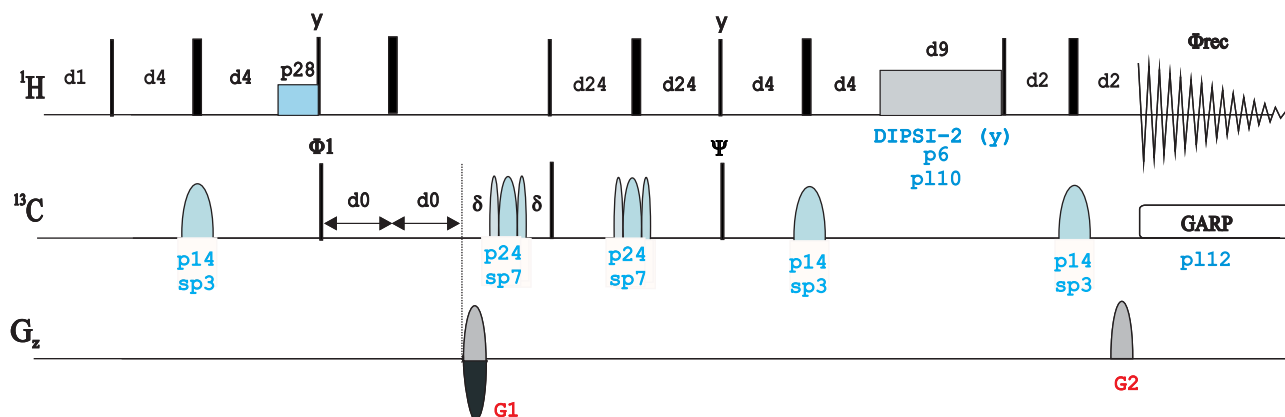 y y Φrec
¹H d1 d4 d4 p28 d24 d24 d4 d4 d9 d2 d2
DIPSI-2 (y)
p6
pl10
Φ1 Ψ
¹³C d0 d0 δ δ GARP
p14 p24 p24 p14 p14 pl12
sp3 sp7 sp7 sp3 sp3
Gz
G1 G2